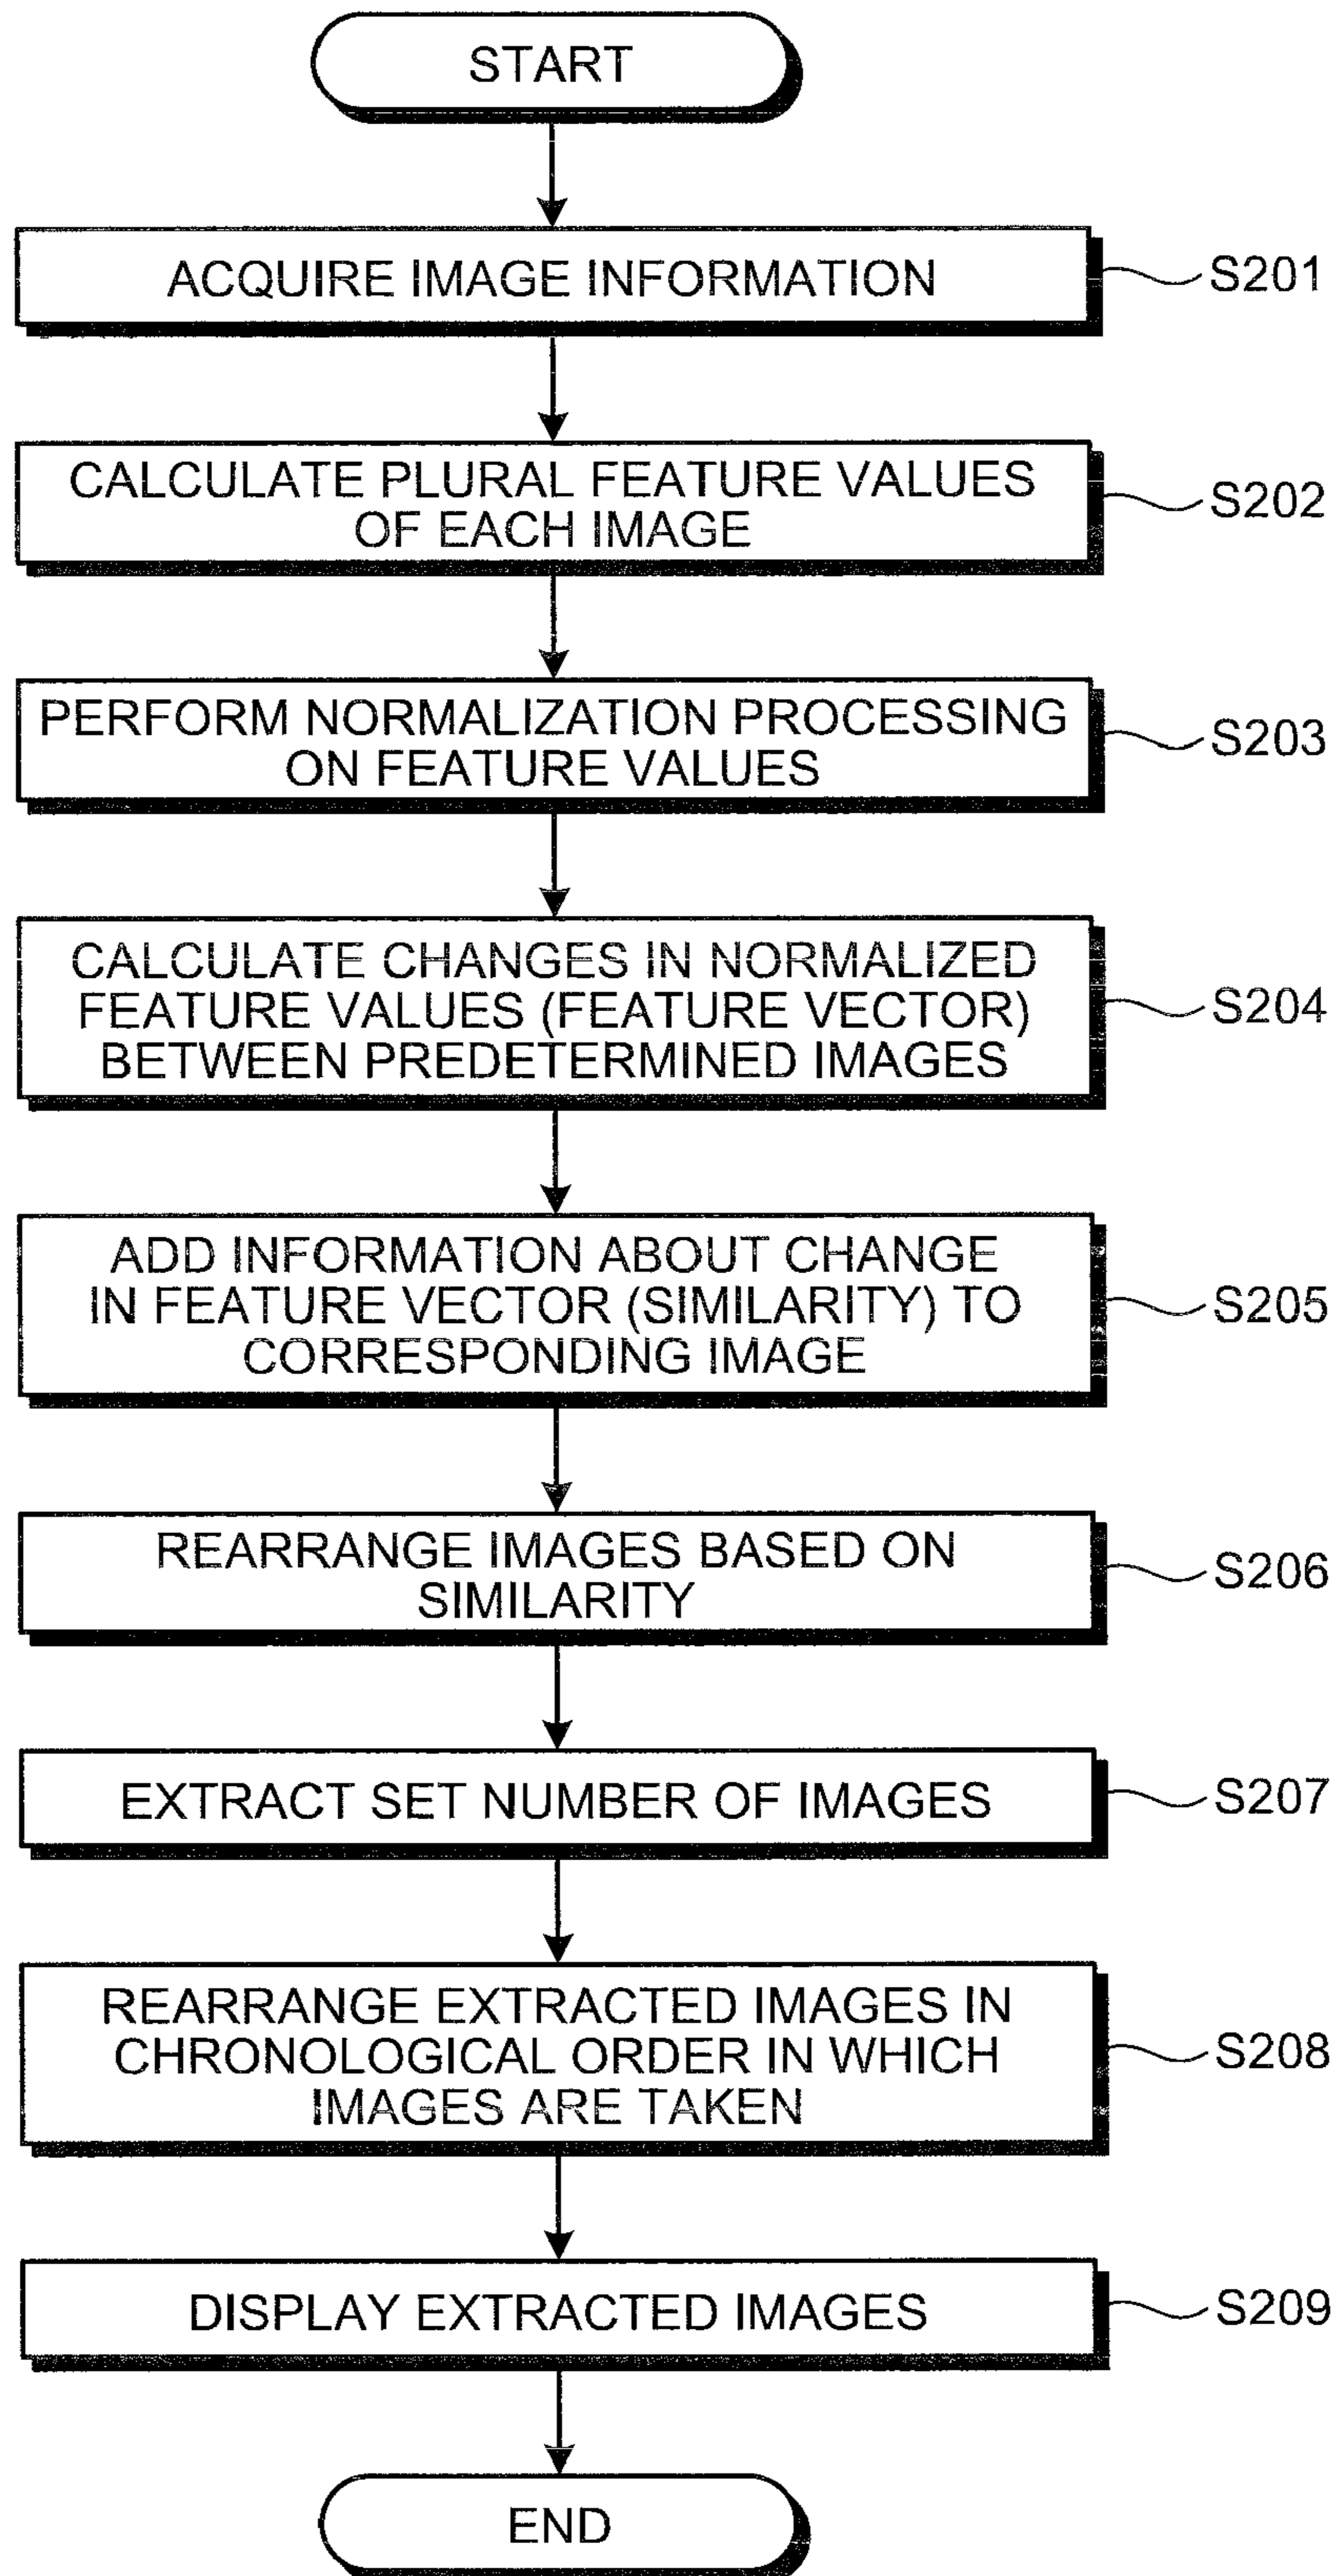 START
ACQUIRE IMAGE INFORMATION
S201
CALCULATE PLURAL FEATURE VALUES
OF EACH IMAGE
S202
PERFORM NORMALIZATION PROCESSING
ON FEATURE VALUES
S203
CALCULATE CHANGES IN NORMALIZED
FEATURE VALUES (FEATURE VECTOR)
BETWEEN PREDETERMINED IMAGES
S204
ADD INFORMATION ABOUT CHANGE
IN FEATURE VECTOR (SIMILARITY) TO
CORRESPONDING IMAGE
S205
REARRANGE IMAGES BASED ON
SIMILARITY
S206
EXTRACT SET NUMBER OF IMAGES
S207
REARRANGE EXTRACTED IMAGES IN
CHRONOLOGICAL ORDER IN WHICH
IMAGES ARE TAKEN
S208
DISPLAY EXTRACTED IMAGES
S209
END